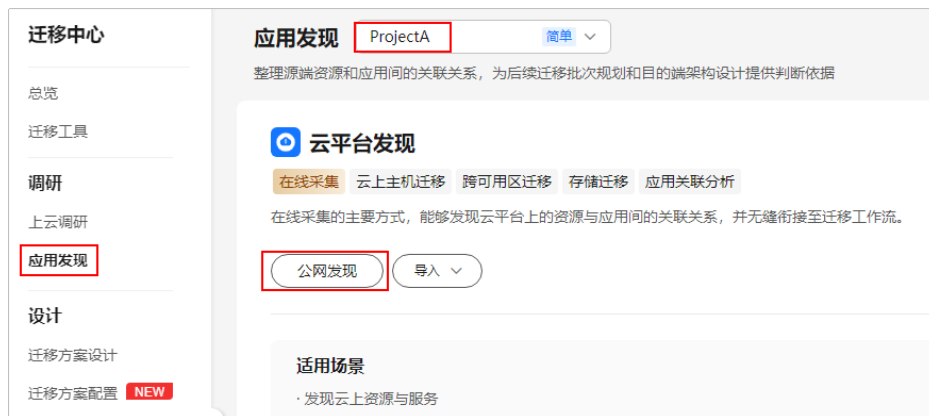 迁移中心
总览
迁移工具
调研
上云调研
应用发现
设计
迁移方案设计
迁移方案配置 NEW
应用发现 ProjectA 简单
整理源端资源和应用间的关联关系，为后续迁移批次规划和目的端架构设计提供判断依据
云平台发现
在线采集 云上主机迁移 跨可用区迁移 存储迁移 应用关联分析
在线采集的主要方式，能够发现云平台上的资源与应用间的关联关系，并无缝衔接至迁移工作流。
公网发现 导入
适用场景
· 发现云上资源与服务